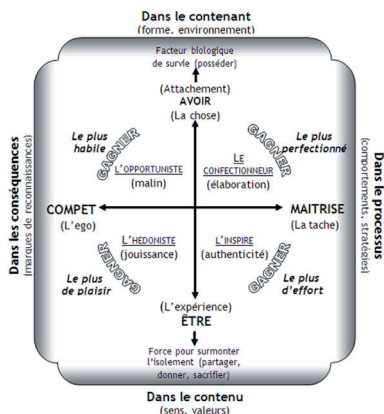 Dans le contenant
(forme, environnement)
Facteur biologique
de survie (posséder)
(Attachement)
AVOIR
(La chose)
Le plus
habile
GAGNER
GAGNER
Le plus
perfectionné
L'OPPORTUNISTE
(malin)
LE
CONFECTIONNEUR
(élaboration)
Dans les conséquences
(marques de reconnaissances)
COMPET
(L'ego)
MAITRISE
(La tache)
Dans le processus
(comportements, stratégies)
L'HEDONISTE
(jouissance)
L'INSPIRE
(authenticité)
GAGNER
GAGNER
Le plus
de plaisir
Le plus
d'effort
(L'expérience)
ÊTRE
Force pour surmonter
l'isolement (partager,
donner, sacrifier)
Dans le contenu
(sens, valeurs)